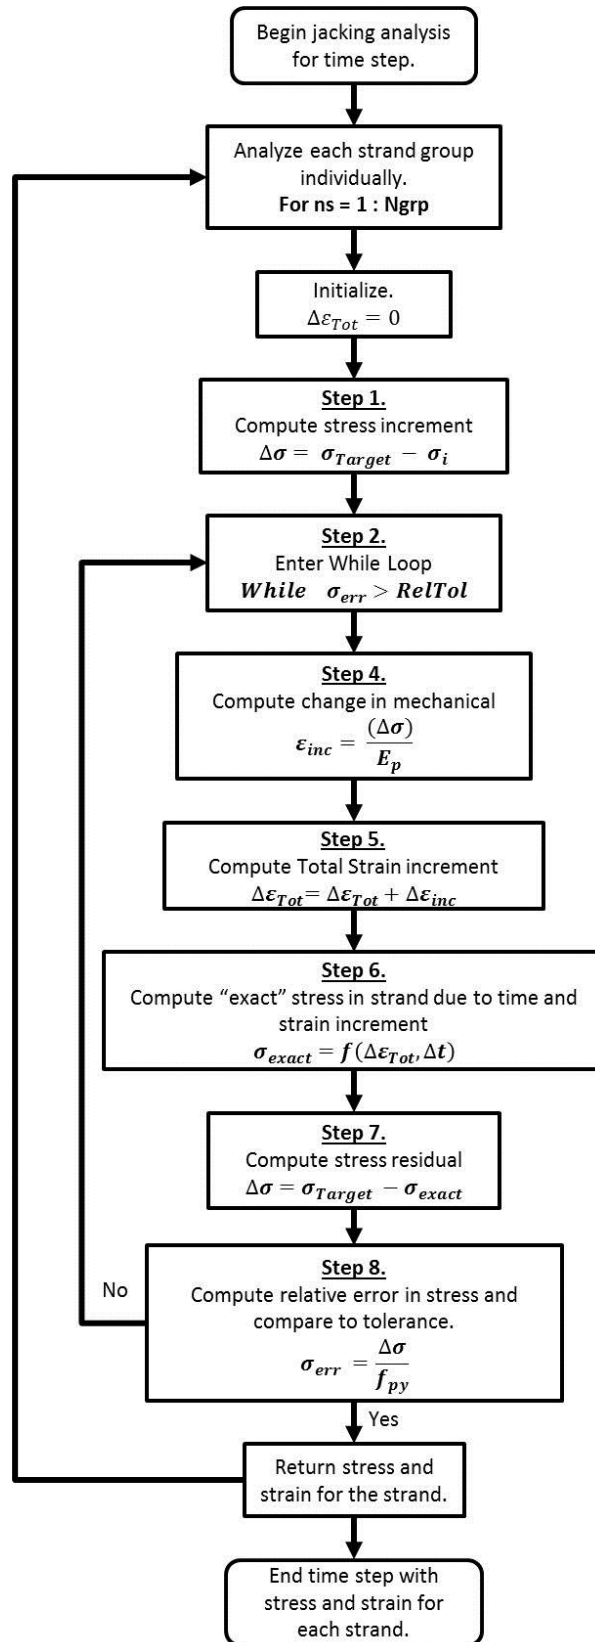 Begin jacking analysis
for time step.
Analyze each strand group
individually.
For ns = 1 : Ngrp
Initialize.
Δε_Tot = 0
Step 1.
Compute stress increment
Δσ = σ_Target − σ_i
Step 2.
Enter While Loop
While σ_err > RelTol
Step 4.
Compute change in mechanical
ε_inc = (Δσ) / E_p
Step 5.
Compute Total Strain increment
Δε_Tot = Δε_Tot + Δε_inc
Step 6.
Compute “exact” stress in strand due to time and
strain increment
σ_exact = f(Δε_Tot, Δt)
Step 7.
Compute stress residual
Δσ = σ_Target − σ_exact
Step 8.
Compute relative error in stress and
compare to tolerance.
σ_err = Δσ / f_py
No
Yes
Return stress and
strain for the strand.
End time step with
stress and strain for
each strand.